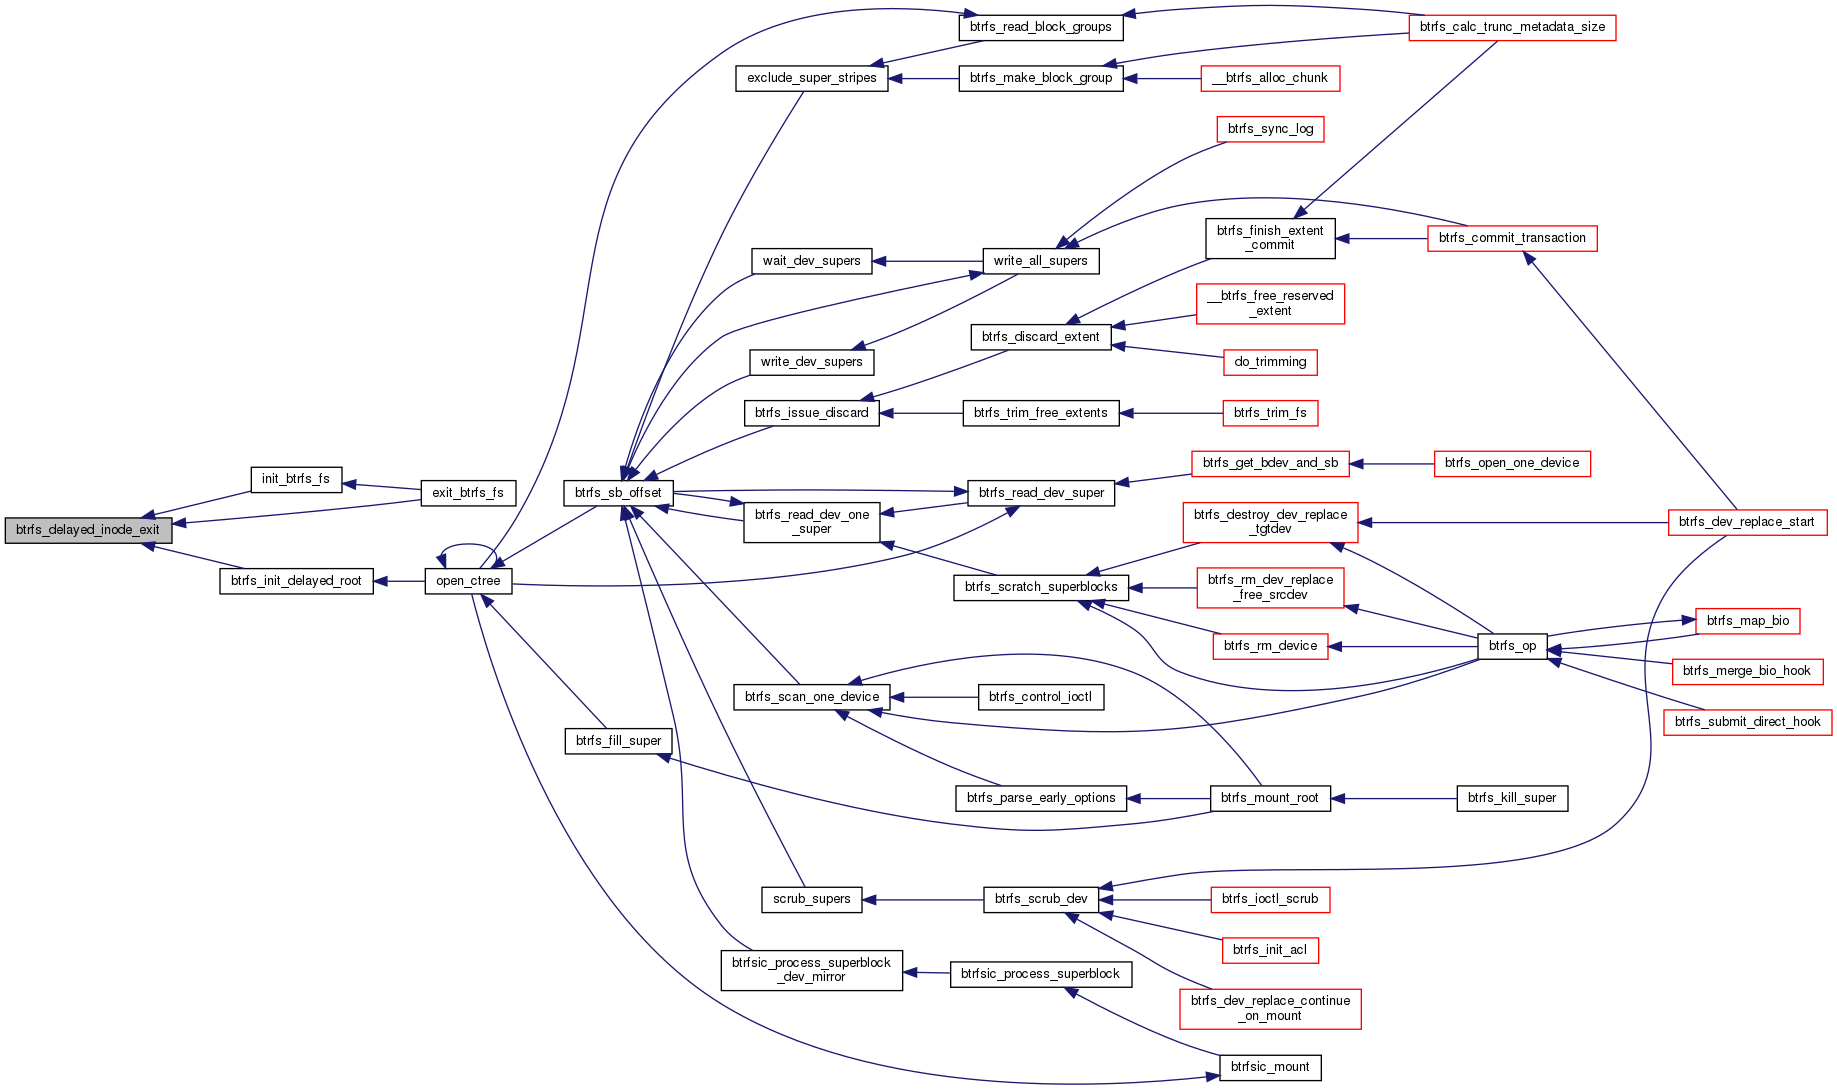 btrfs_read_block_groups
btrfs_calc_trunc_metadata_size
exclude_super_stripes
btrfs_make_block_group
__btrfs_alloc_chunk
btrfs_sync_log
btrfs_finish_extent
_commit
btrfs_commit_transaction
wait_dev_supers
write_all_supers
__btrfs_free_reserved
_extent
btrfs_discard_extent
write_dev_supers
do_trimming
btrfs_issue_discard
btrfs_trim_free_extents
btrfs_trim_fs
btrfs_get_bdev_and_sb
btrfs_open_one_device
init_btrfs_fs
exit_btrfs_fs
btrfs_sb_offset
btrfs_read_dev_super
btrfs_delayed_inode_exit
btrfs_read_dev_one
_super
btrfs_destroy_dev_replace
_tgtdev
btrfs_dev_replace_start
btrfs_init_delayed_root
open_ctree
btrfs_scratch_superblocks
btrfs_rm_dev_replace
_free_srcdev
btrfs_map_bio
btrfs_rm_device
btrfs_op
btrfs_merge_bio_hook
btrfs_scan_one_device
btrfs_control_ioctl
btrfs_submit_direct_hook
btrfs_fill_super
btrfs_parse_early_options
btrfs_mount_root
btrfs_kill_super
scrub_supers
btrfs_scrub_dev
btrfs_ioctl_scrub
btrfs_init_acl
btrfsic_process_superblock
_dev_mirror
btrfsic_process_superblock
btrfs_dev_replace_continue
_on_mount
btrfsic_mount